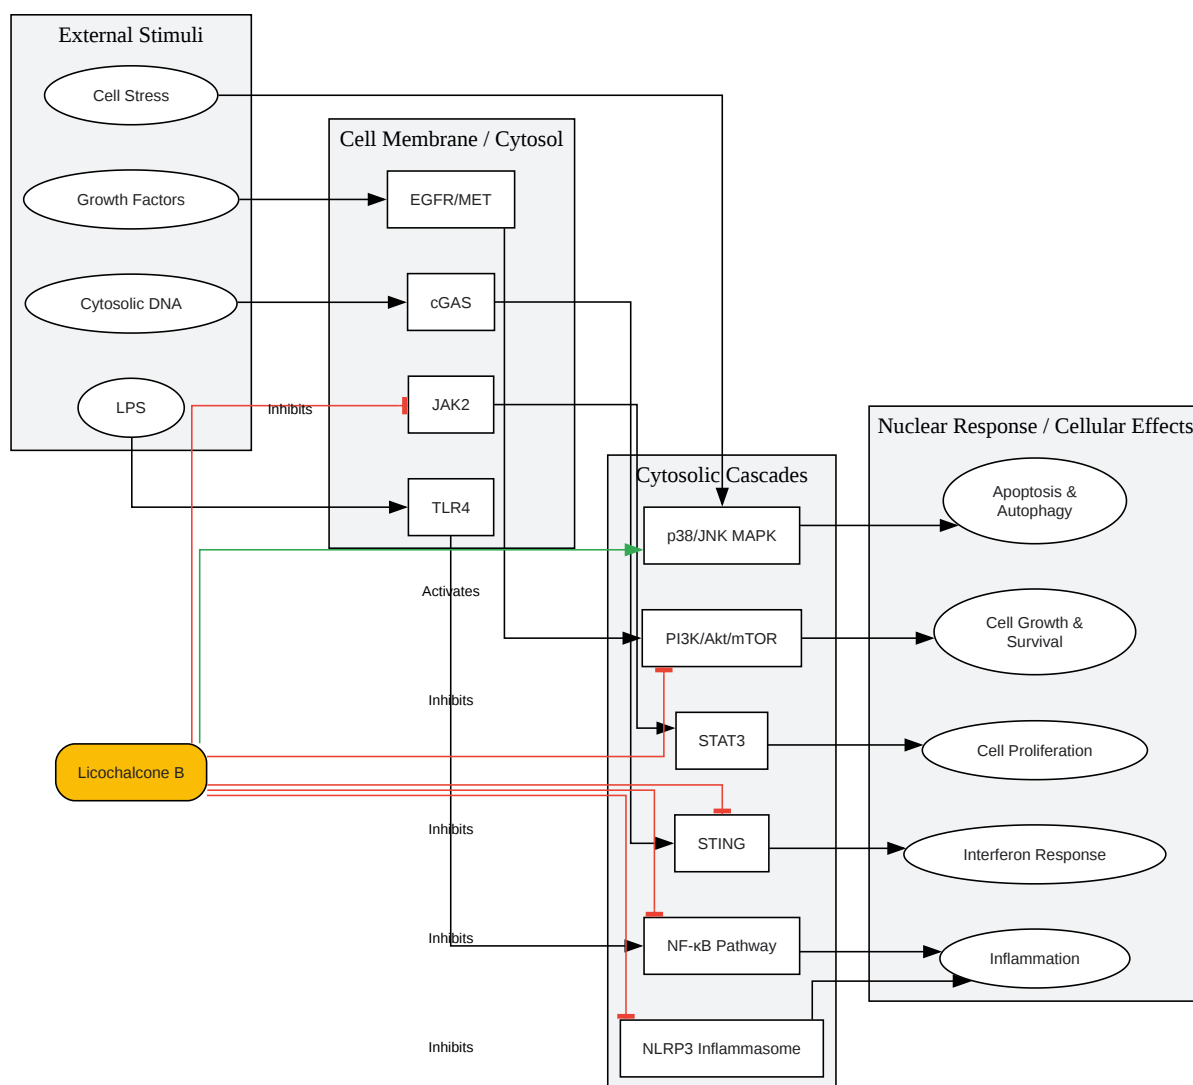 External Stimuli
Cell Stress
Growth Factors
Cytosolic DNA
LPS
Cell Membrane / Cytosol
EGFR/MET
cGAS
JAK2
TLR4
Inhibits
Activates
Inhibits
Inhibits
Inhibits
Inhibits
Licochalcone B
Cytosolic Cascades
p38/JNK MAPK
PI3K/Akt/mTOR
STAT3
STING
NF-κB Pathway
NLRP3 Inflammasome
Nuclear Response / Cellular Effects
Apoptosis &
Autophagy
Cell Growth &
Survival
Cell Proliferation
Interferon Response
Inflammation